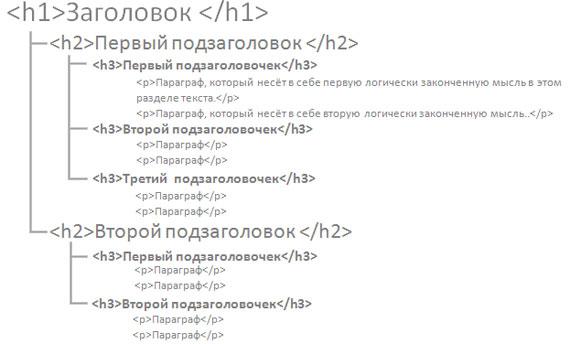 <h1>Заголовок </h1>
<h2>Первый подзаголовок </h2>
<h3>Первый подзаголовочек</h3>
<p>Параграф, который несёт в себе первую логически законченную мысль в этом
разделе текста.</p>
<p>Параграф, который несёт в себе вторую логически законченную мысль..</p>
<h3>Второй подзаголовочек</h3>
<p>Параграф</p>
<p>Параграф</p>
<h3>Третий подзаголовочек</h3>
<p>Параграф</p>
<p>Параграф</p>
<h2>Второй подзаголовок </h2>
<h3>Первый подзаголовочек</h3>
<p>Параграф</p>
<p>Параграф</p>
<h3>Второй подзаголовочек</h3>
<p>Параграф</p>
<p>Параграф</p>